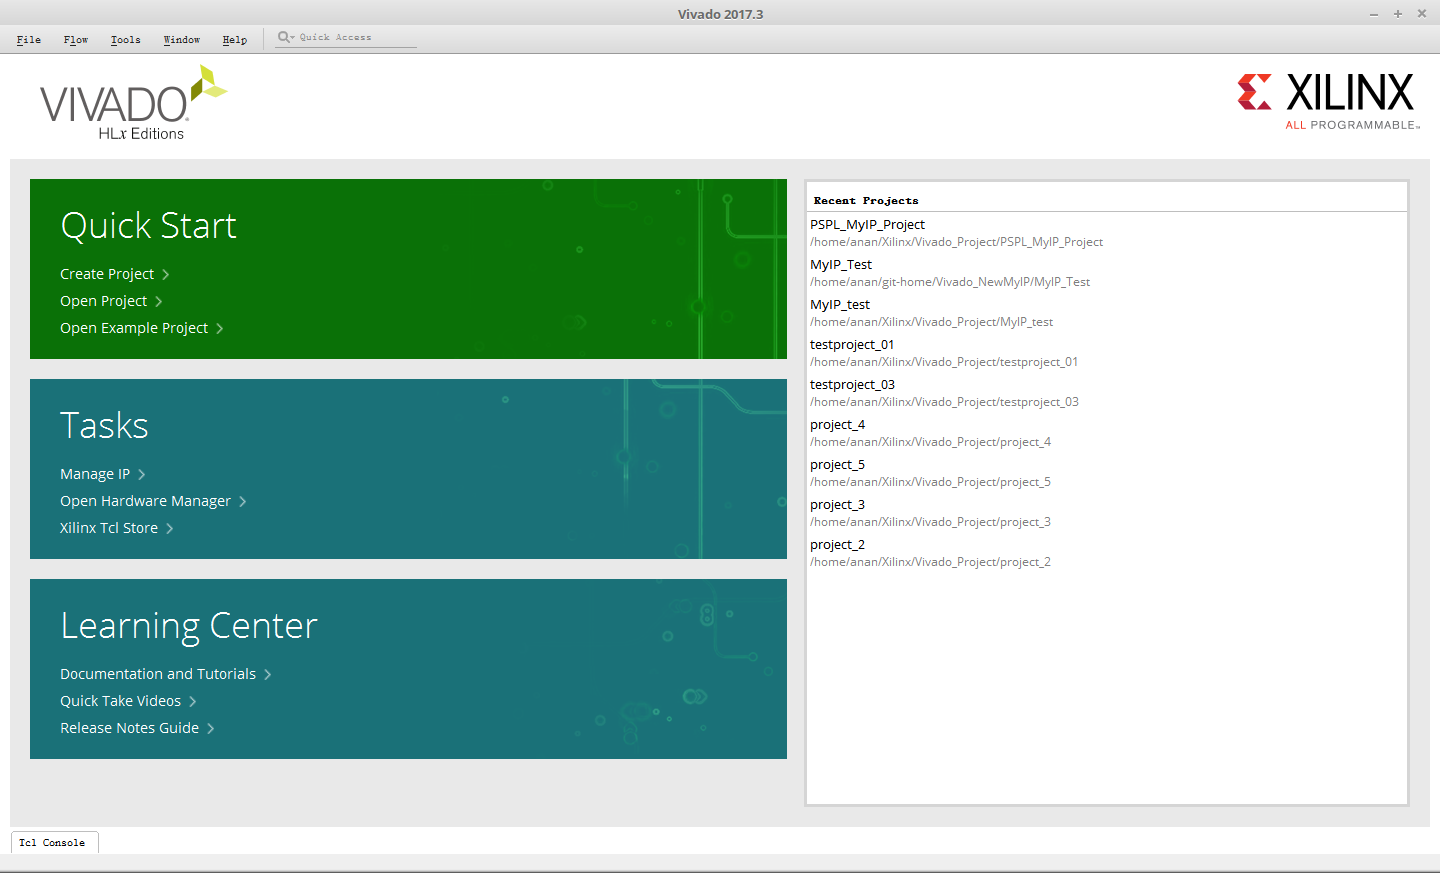 Vivado 2017.3
File Flow Tools Window Help Quick Access
VIVADO
HLx Editions
XILINX
ALL PROGRAMMABLE™
Quick Start
Create Project
Open Project
Open Example Project
Tasks
Manage IP
Open Hardware Manager
Xilinx Tcl Store
Learning Center
Documentation and Tutorials
Quick Take Videos
Release Notes Guide
Recent Projects
PSPL_MyIP_Project
/home/anan/Xilinx/Vivado_Project/PSPL_MyIP_Project
MyIP_Test
/home/anan/git-home/Vivado_NewMyIP/MyIP_Test
MyIP_test
/home/anan/Xilinx/Vivado_Project/MyIP_test
testproject_01
/home/anan/Xilinx/Vivado_Project/testproject_01
testproject_03
/home/anan/Xilinx/Vivado_Project/testproject_03
project_4
/home/anan/Xilinx/Vivado_Project/project_4
project_5
/home/anan/Xilinx/Vivado_Project/project_5
project_3
/home/anan/Xilinx/Vivado_Project/project_3
project_2
/home/anan/Xilinx/Vivado_Project/project_2
Tcl Console